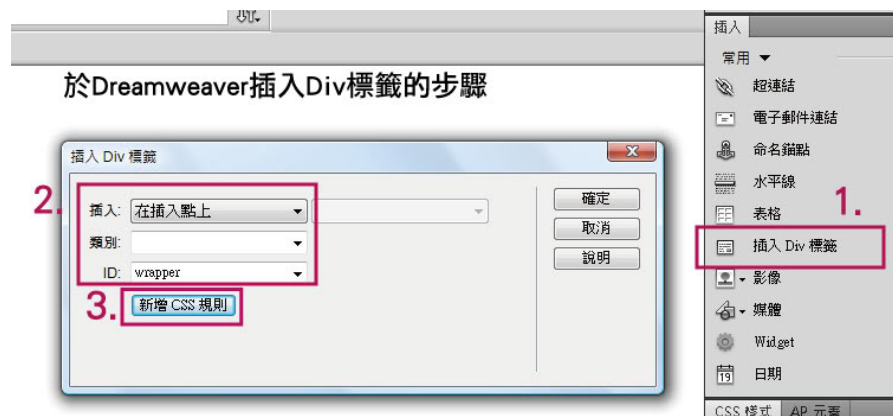 於Dreamweaver插入Div標籤的步驟
插入 Div 標籤
2.
插入: 在插入點上
類別:
ID: wrapper
3.
新增 CSS 規則
確定
取消
說明
插入
常用
超連結
電子郵件連結
命名錨點
水平線
表格
1.
插入 Div 標籤
影像
媒體
Widget
19 日期
CSS 樣式 AP 元素